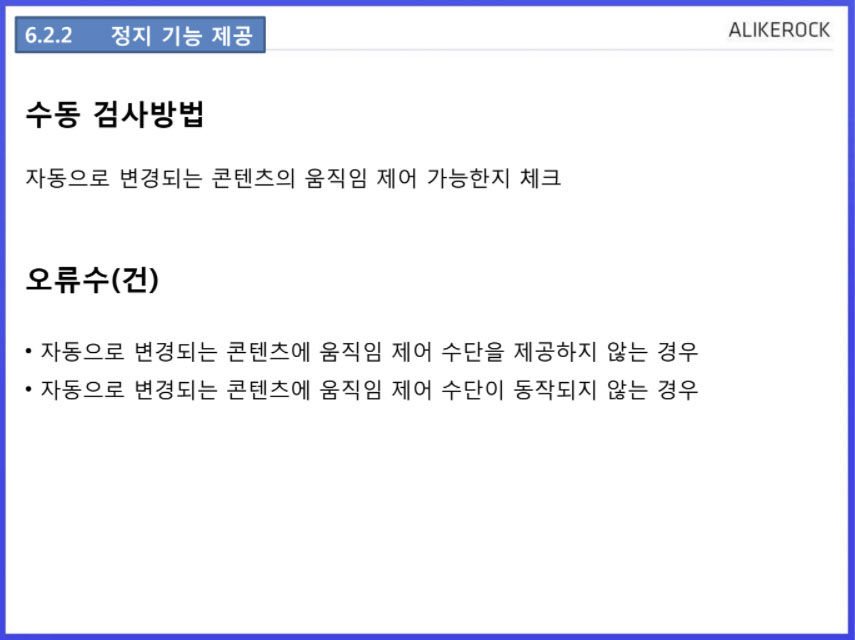 6.2.2 정지 기능 제공
ALIKEROCK
수동 검사방법
자동으로 변경되는 콘텐츠의 움직임 제어 가능한지 체크
오류수(건)
• 자동으로 변경되는 콘텐츠에 움직임 제어 수단을 제공하지 않는 경우
• 자동으로 변경되는 콘텐츠에 움직임 제어 수단이 동작되지 않는 경우